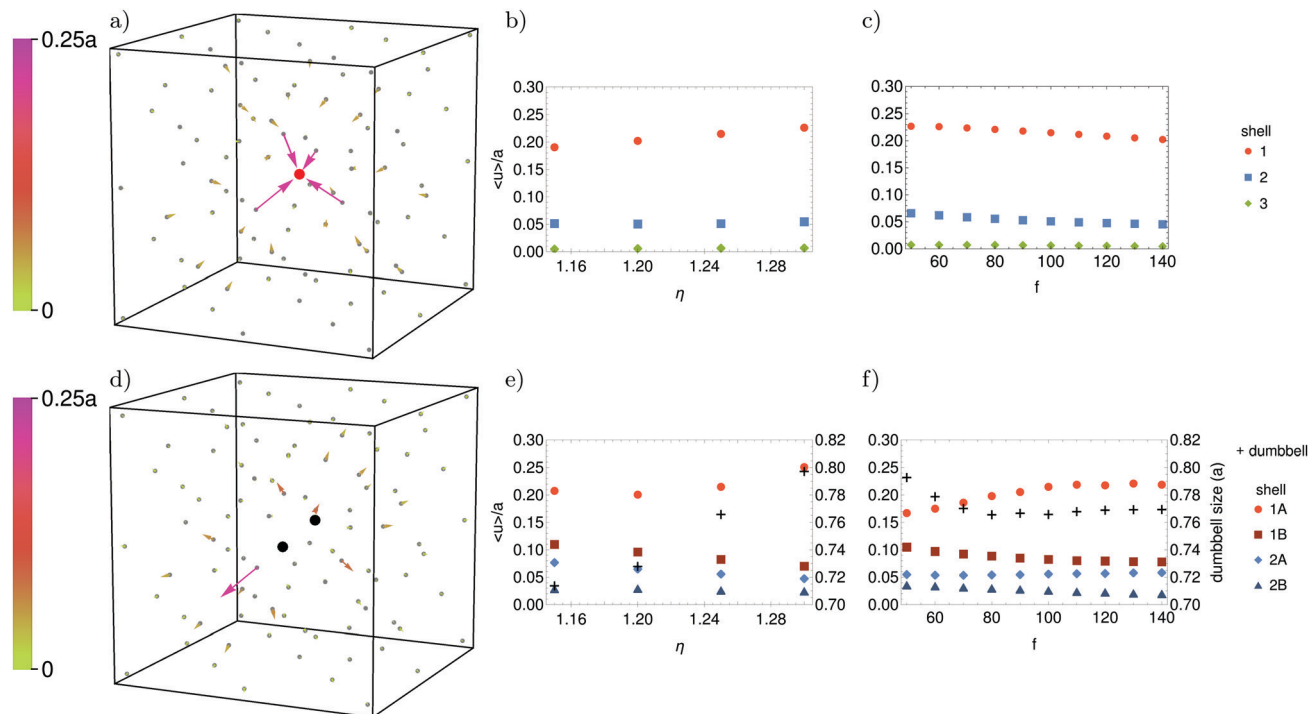 a)
0.25a
0
b)
<u>/a
0.30
0.25
0.20
0.15
0.10
0.05
0.00
1.16 1.20 1.24 1.28
η
c)
0.30
0.25
0.20
0.15
0.10
0.05
0.00
60 80 100 120 140
f
shell
1
2
3
d)
0.25a
0
e)
<u>/a
0.30
0.25
0.20
0.15
0.10
0.05
0.00
0.82
0.80
0.78
0.76
0.74
0.72
0.70
1.16 1.20 1.24 1.28
η
f)
0.30
0.25
0.20
0.15
0.10
0.05
0.00
0.82
0.80
0.78
0.76
0.74
0.72
0.70
dumbbell size (a)
60 80 100 120 140
f
+ dumbbell
shell
1A
1B
2A
2B